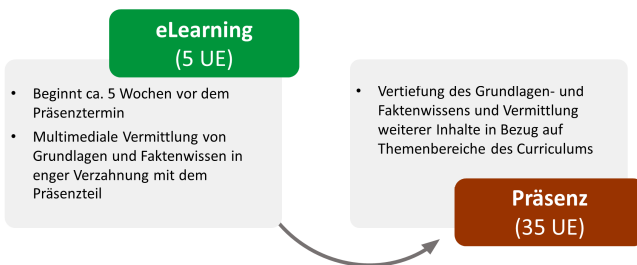 eLearning
(5 UE)
• Beginnt ca. 5 Wochen vor dem
Präsenztermin
• Multimediale Vermittlung von
Grundlagen und Faktenwissen in
enger Verzahnung mit dem
Präsenzteil
• Vertiefung des Grundlagen- und
Faktenwissens und Vermittlung
weiterer Inhalte in Bezug auf
Themenbereiche des Curriculums
Präsenz
(35 UE)